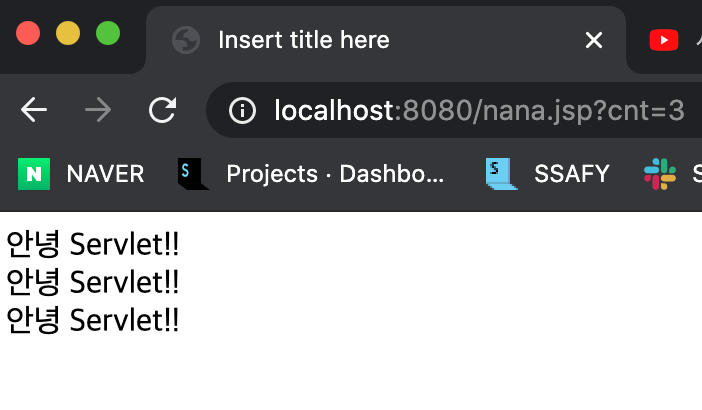 Insert title here
localhost:8080/nana.jsp?cnt=3
N NAVER S Projects · Dashbo... S SSAFY S
안녕 Servlet!!
안녕 Servlet!!
안녕 Servlet!!